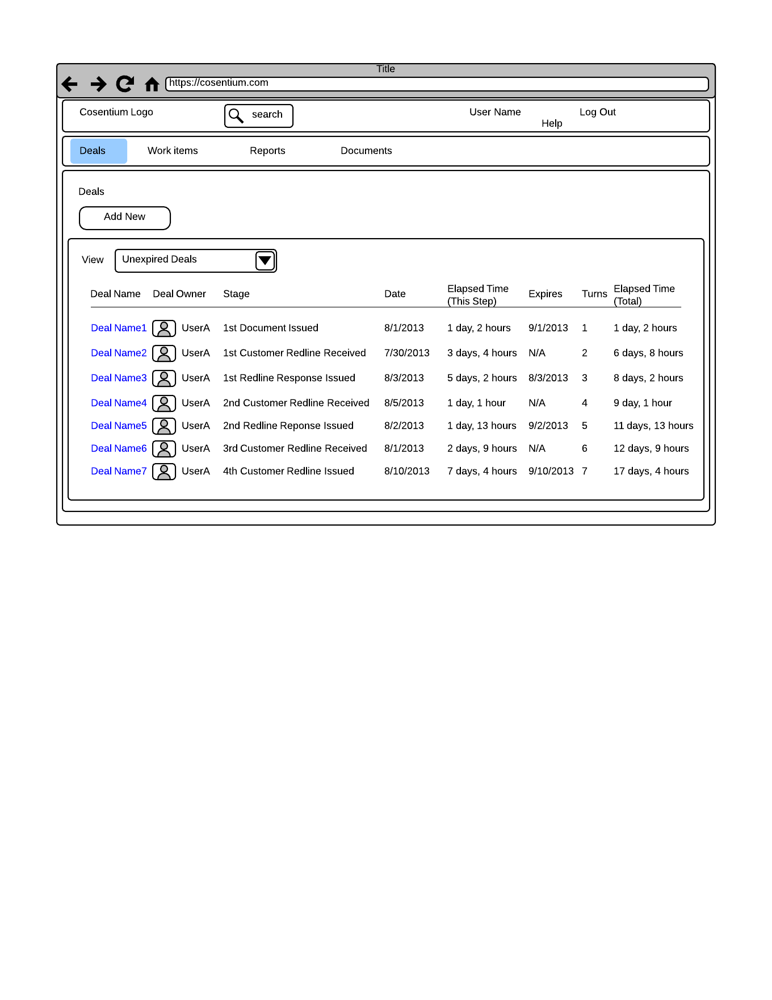 Title
https://cosentium.com
Cosentium Logo search User Name Log Out
Help
Deals Work items Reports Documents
Deals
Add New
View Unexpired Deals
Deal Name Deal Owner Stage Date Elapsed Time (This Step) Expires Turns Elapsed Time (Total)
Deal Name1 UserA 1st Document Issued 8/1/2013 1 day, 2 hours 9/1/2013 1 1 day, 2 hours
Deal Name2 UserA 1st Customer Redline Received 7/30/2013 3 days, 4 hours N/A 2 6 days, 8 hours
Deal Name3 UserA 1st Redline Response Issued 8/3/2013 5 days, 2 hours 8/3/2013 3 8 days, 2 hours
Deal Name4 UserA 2nd Customer Redline Received 8/5/2013 1 day, 1 hour N/A 4 9 day, 1 hour
Deal Name5 UserA 2nd Redline Reponse Issued 8/2/2013 1 day, 13 hours 9/2/2013 5 11 days, 13 hours
Deal Name6 UserA 3rd Customer Redline Received 8/1/2013 2 days, 9 hours N/A 6 12 days, 9 hours
Deal Name7 UserA 4th Customer Redline Issued 8/10/2013 7 days, 4 hours 9/10/2013 7 17 days, 4 hours